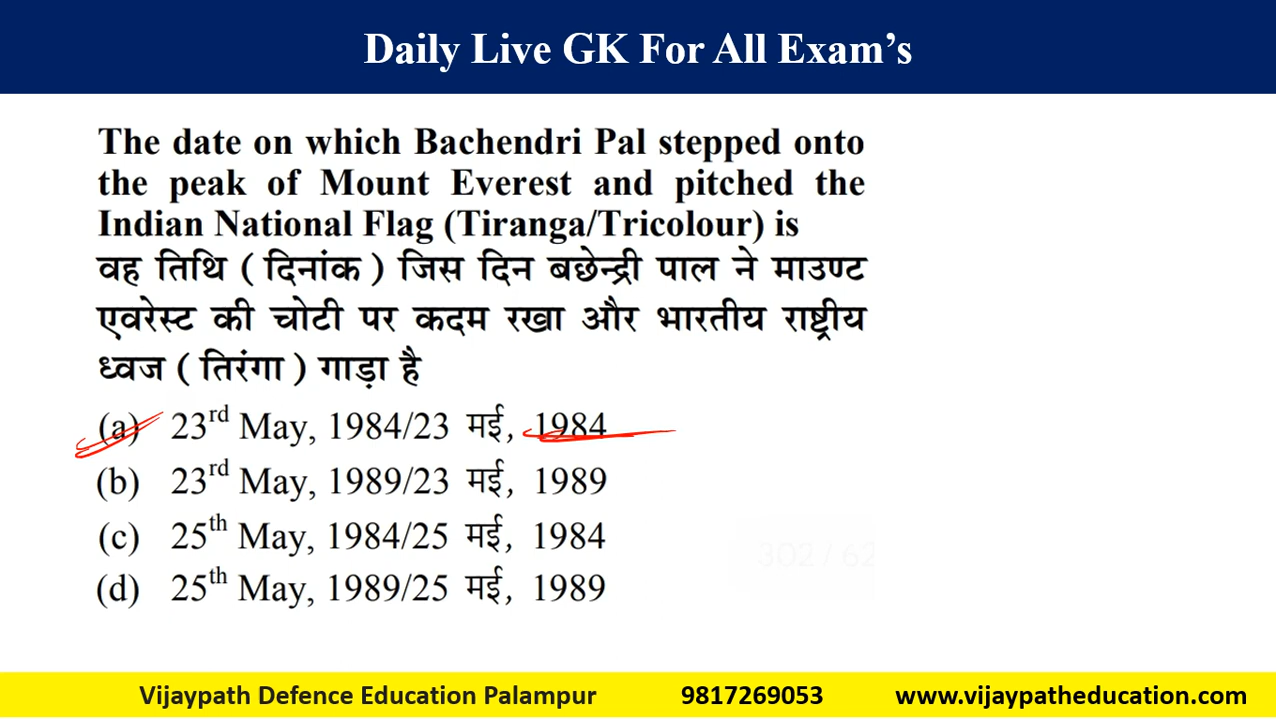 Daily Live GK For All Exam's
The date on which Bachendri Pal stepped onto
the peak of Mount Everest and pitched the
Indian National Flag (Tiranga/Tricolour) is
वह तिथि ( दिनांक ) जिस दिन बछेन्द्री पाल ने माउण्ट
एवरेस्ट की चोटी पर कदम रखा और भारतीय राष्ट्रीय
ध्वज ( तिरंगा ) गाड़ा है
(a) 23rd May, 1984/23 मई, 1984
(b) 23rd May, 1989/23 मई, 1989
(c) 25th May, 1984/25 मई, 1984
(d) 25th May, 1989/25 मई, 1989
302 / 62
Vijaypath Defence Education Palampur 9817269053 www.vijaypatheducation.com